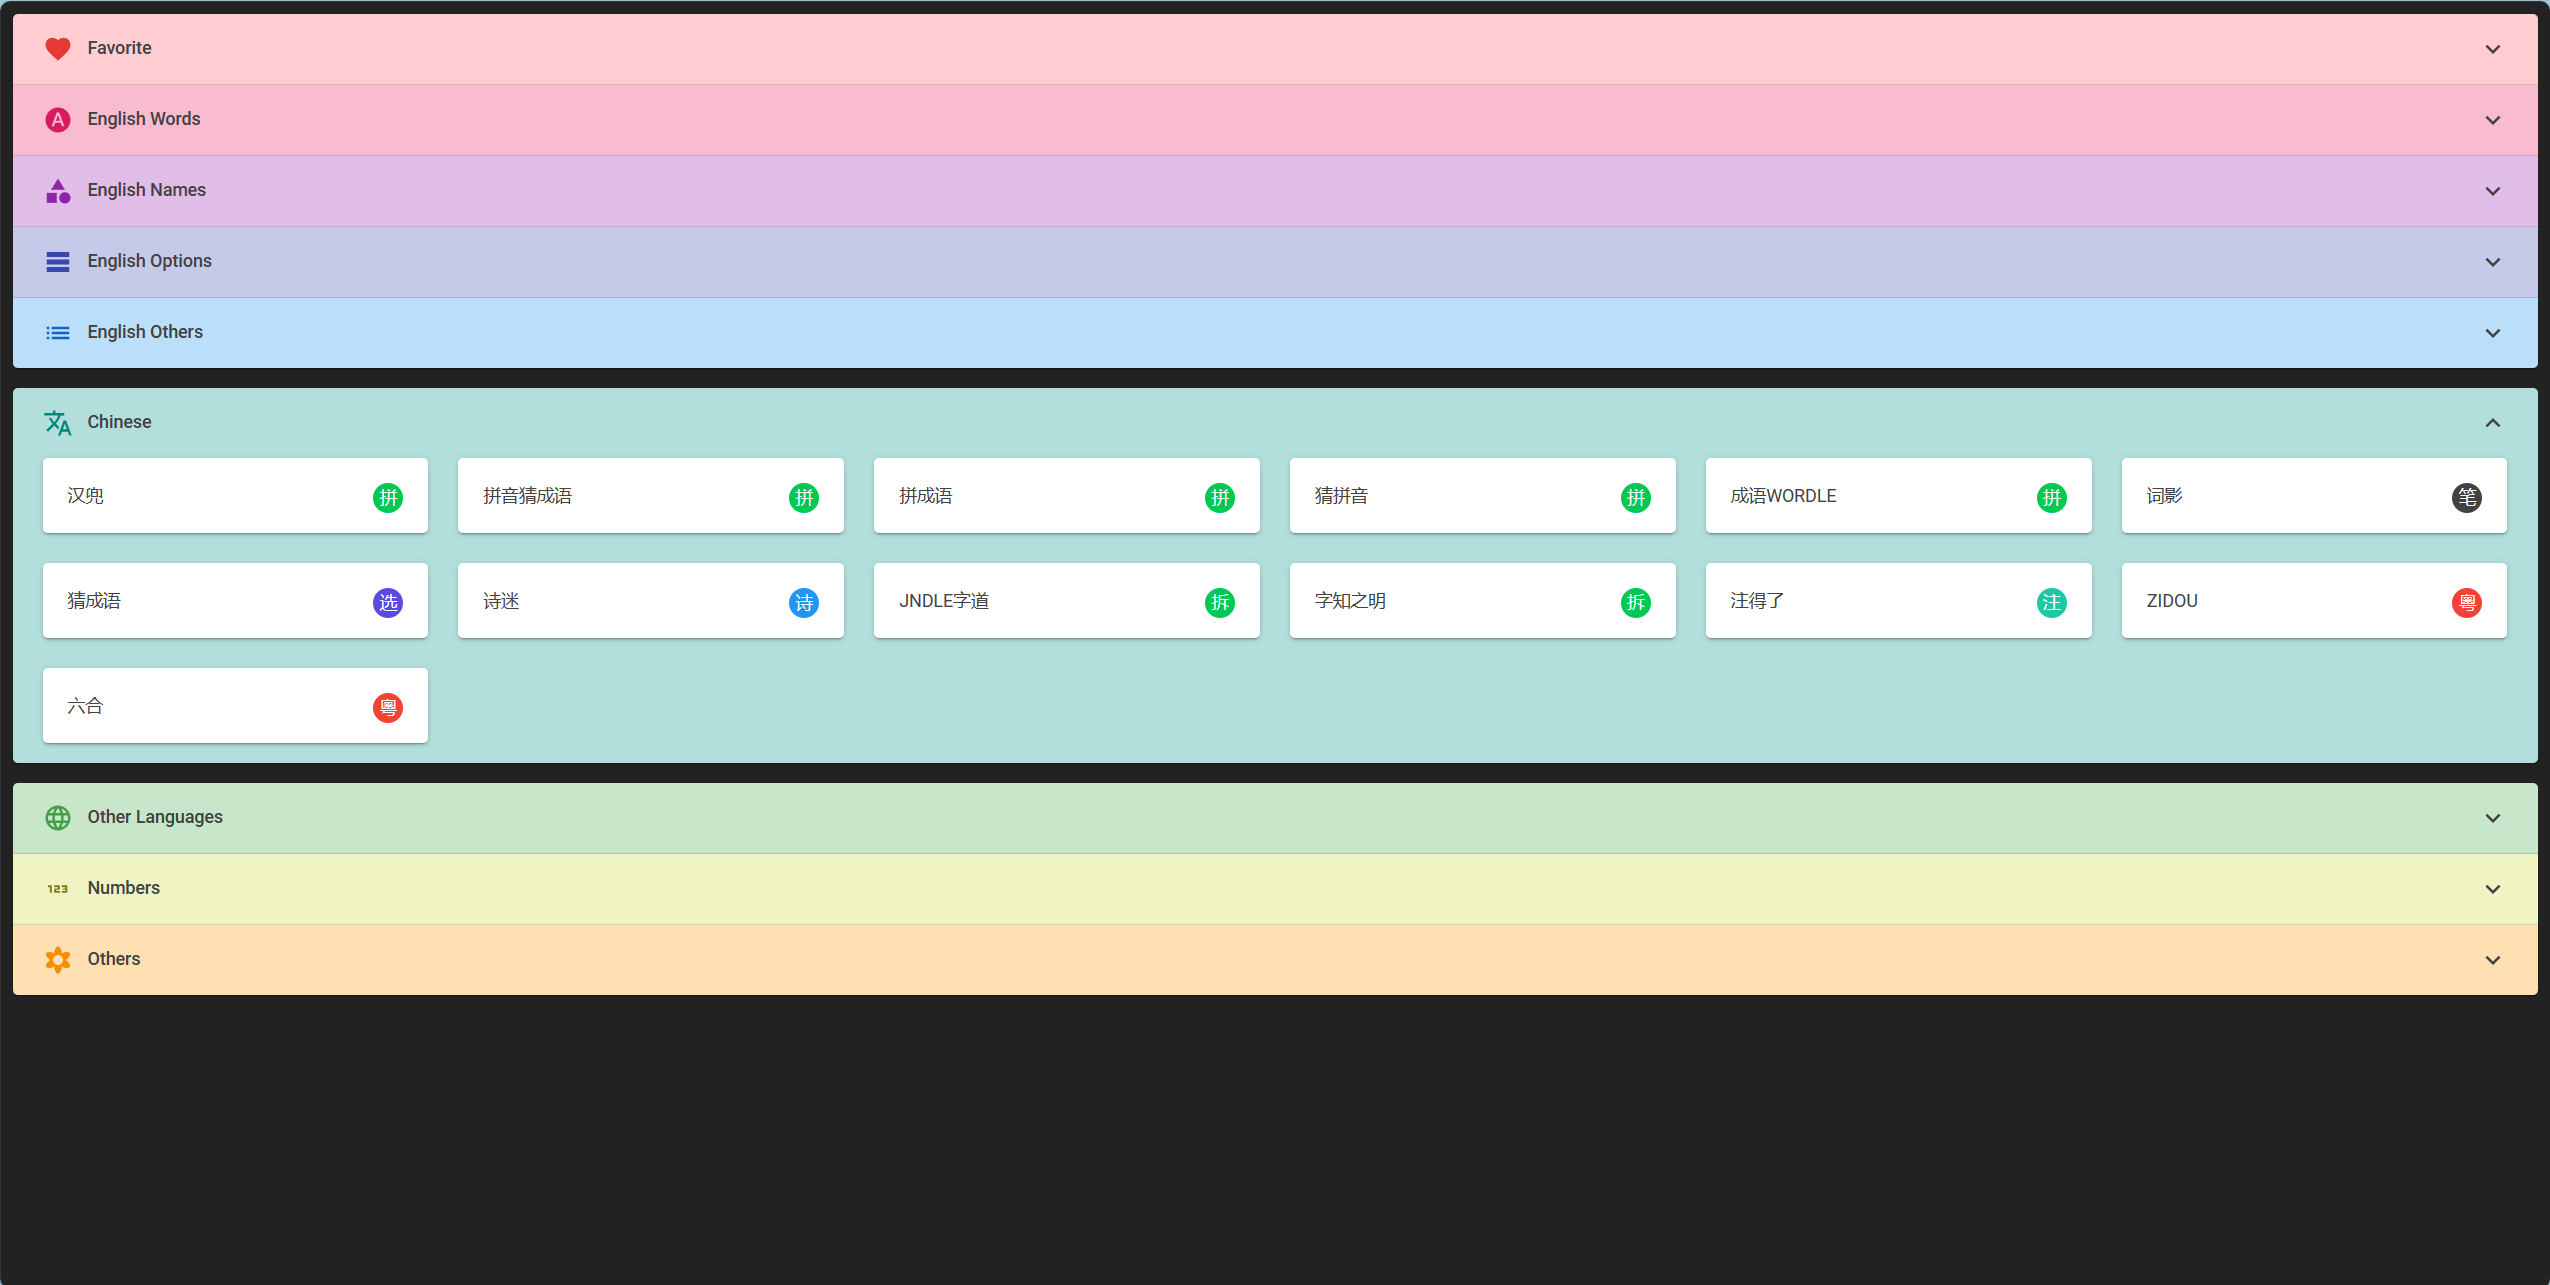 Favorite
A English Words
English Names
English Options
English Others
Chinese
汉兜 拼 拼音猜成语 拼 拼成语 拼 猜拼音 拼 成语WORDLE 拼 词影 笔
猜成语 选 诗迷 诗 JNDLE字道 拆 字知之明 拆 注得了 注 ZIDOU 粤
六合 粤
Other Languages
123 Numbers
Others